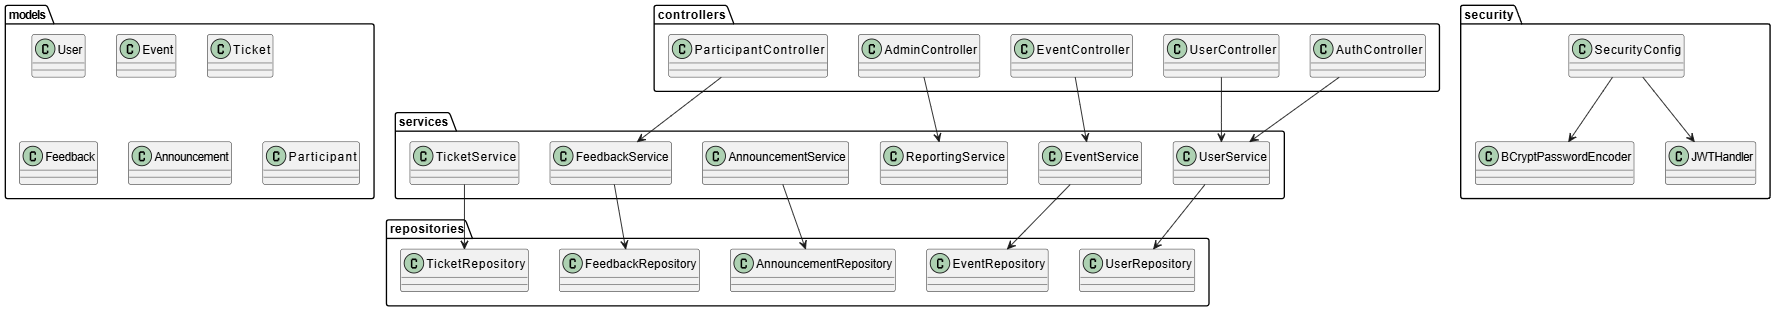 models
C User
C Event
C Ticket
C Feedback
C Announcement
C Participant
controllers
C ParticipantController
C AdminController
C EventController
C UserController
C AuthController
services
C TicketService
C FeedbackService
C AnnouncementService
C ReportingService
C EventService
C UserService
repositories
C TicketRepository
C FeedbackRepository
C AnnouncementRepository
C EventRepository
C UserRepository
security
C SecurityConfig
C BCryptPasswordEncoder
C JWTHandler